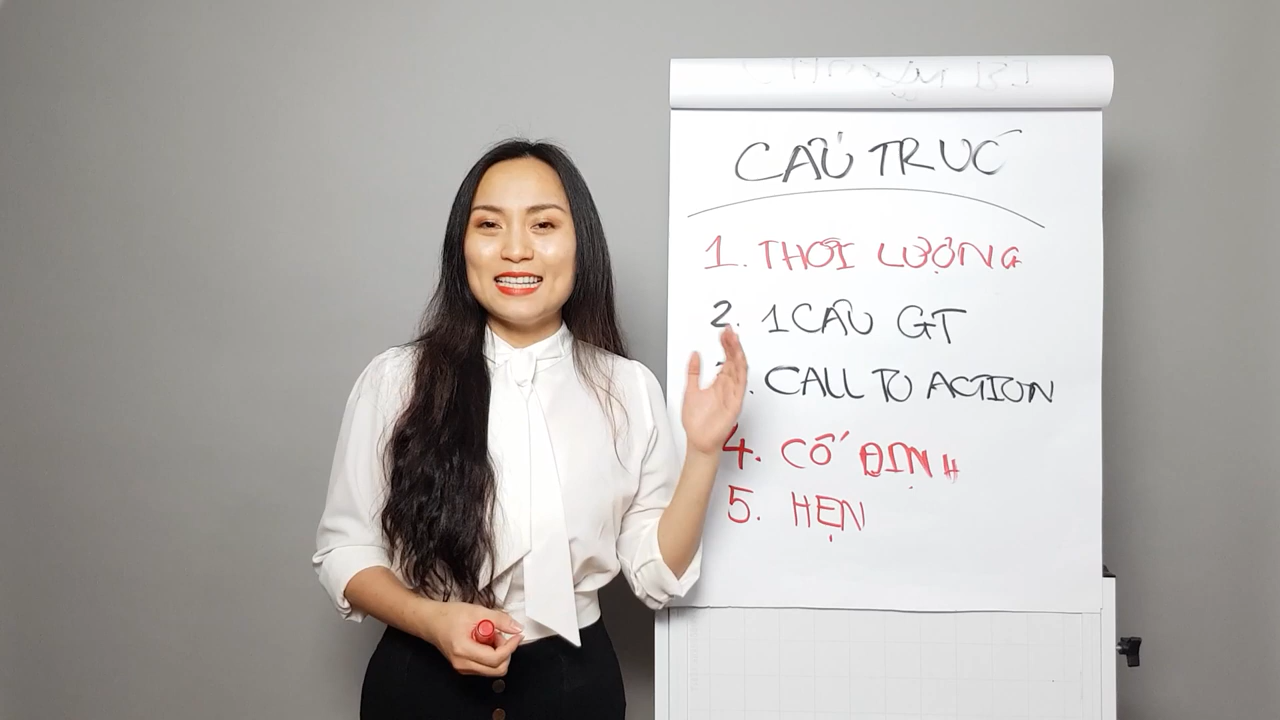 CẤU TRÚC
1. THỜI LƯỢNG
2. 1 CÂU GT
. CALL TO ACTION
4. CỐ ĐỊNH
5. HẸN